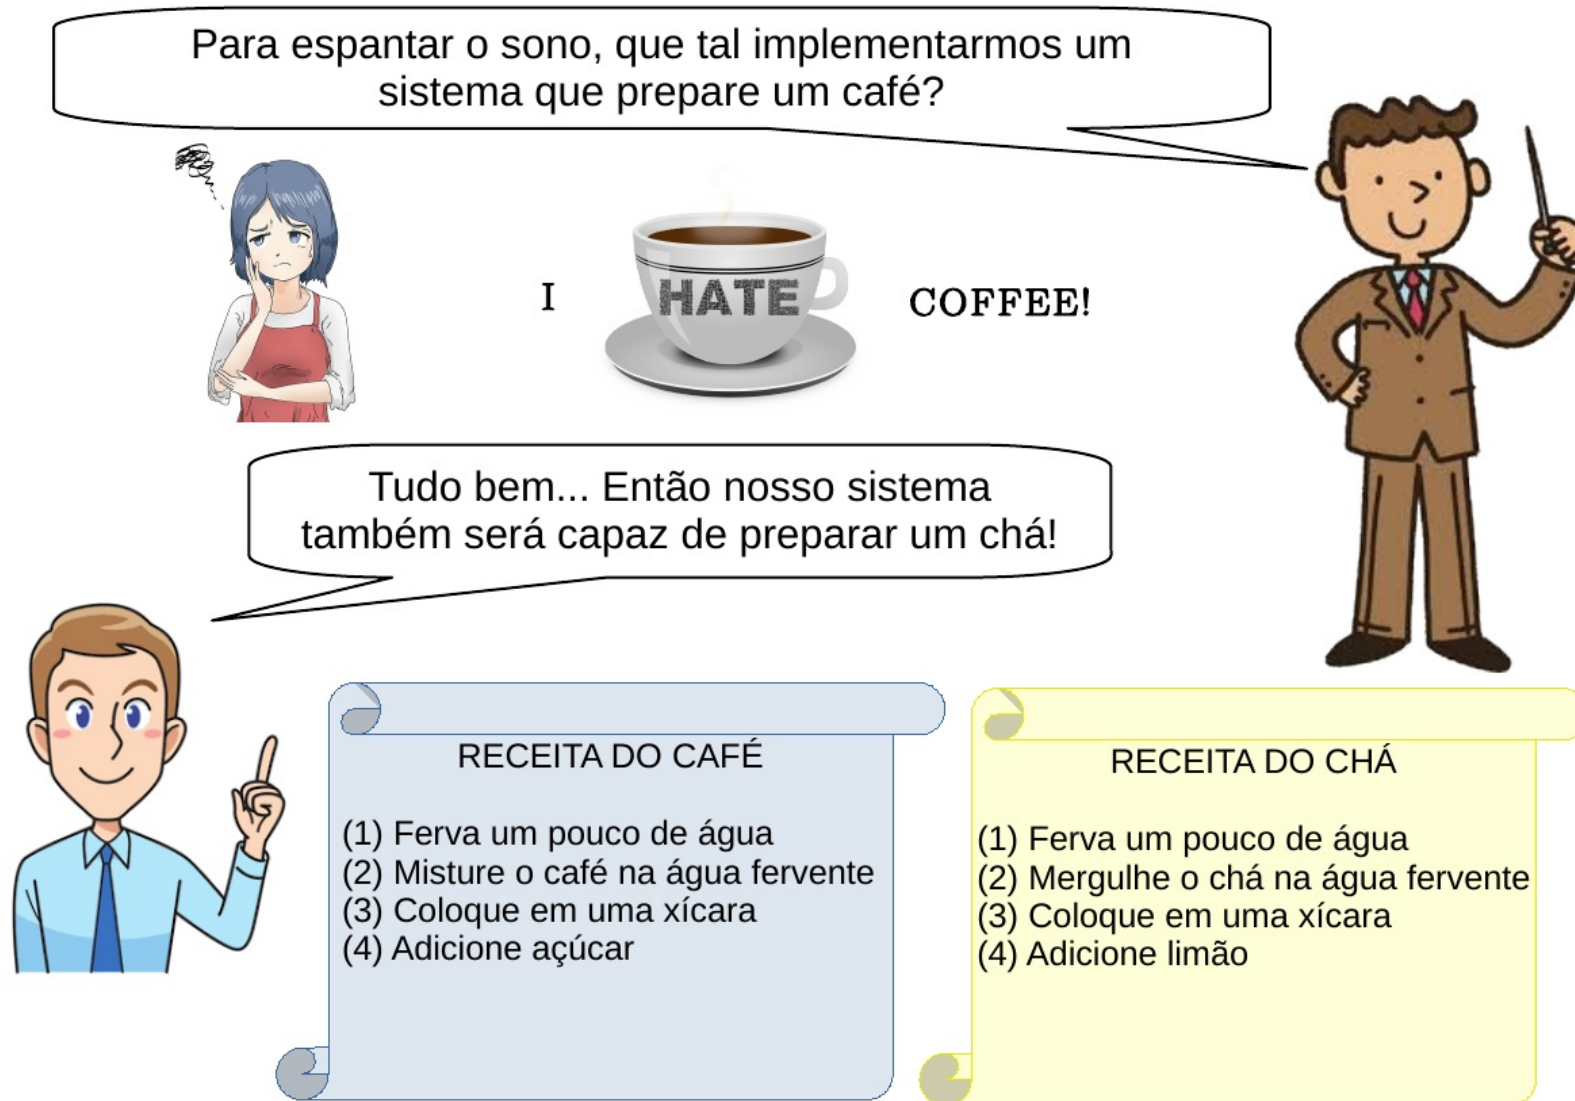 Para espantar o sono, que tal implementarmos um
sistema que prepare um café?
I HATE COFFEE!
Tudo bem... Então nosso sistema
também será capaz de preparar um chá!
RECEITA DO CAFÉ
(1) Ferva um pouco de água
(2) Misture o café na água fervente
(3) Coloque em uma xícara
(4) Adicione açúcar
RECEITA DO CHÁ
(1) Ferva um pouco de água
(2) Mergulhe o chá na água fervente
(3) Coloque em uma xícara
(4) Adicione limão